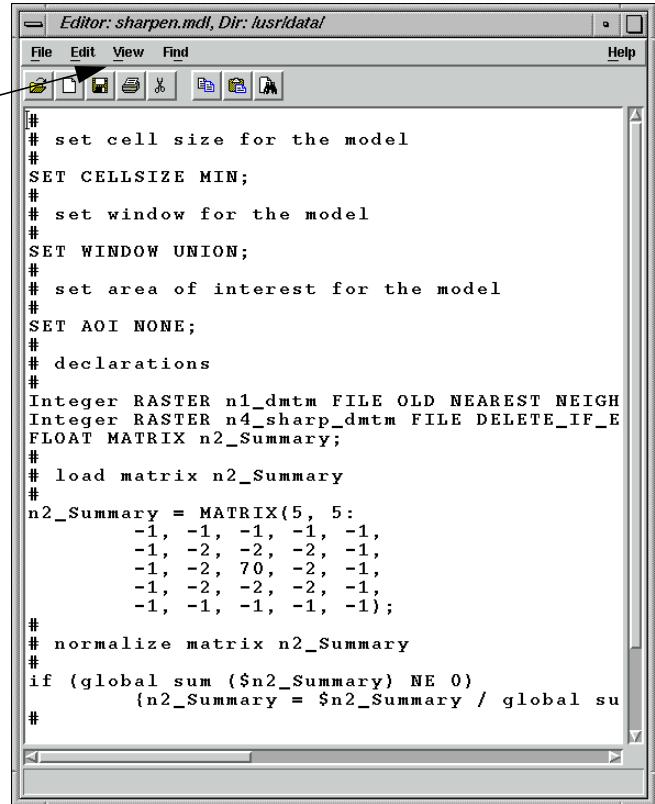 Editor: sharpen.mdl, Dir: /usr/data/
File Edit View Find Help
#
# set cell size for the model
#
SET CELLSIZE MIN;
#
# set window for the model
#
SET WINDOW UNION;
#
# set area of interest for the model
#
SET AOI NONE;
#
# declarations
#
Integer RASTER n1_dmtm FILE OLD NEAREST NEIGH
Integer RASTER n4_sharp_dmtm FILE DELETE_IF_E
FLOAT MATRIX n2_Summary;
#
# load matrix n2_Summary
#
n2_Summary = MATRIX(5, 5:
-1, -1, -1, -1, -1,
-1, -2, -2, -2, -1,
-1, -2, 70, -2, -1,
-1, -2, -2, -2, -1,
-1, -1, -1, -1, -1);
#
# normalize matrix n2_Summary
#
if (global sum ($n2_Summary) NE 0)
{n2_Summary = $n2_Summary / global su
#